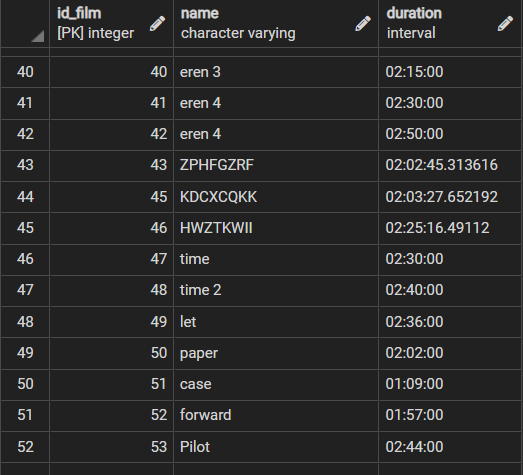 id_film name duration
[PK] integer character varying interval
40 40 eren 3 02:15:00
41 41 eren 4 02:30:00
42 42 eren 4 02:50:00
43 43 ZPHFGZRF 02:02:45.313616
44 45 KDCXCQKK 02:03:27.652192
45 46 HWZTKWII 02:25:16.49112
46 47 time 02:30:00
47 48 time 2 02:40:00
48 49 let 02:36:00
49 50 paper 02:02:00
50 51 case 01:09:00
51 52 forward 01:57:00
52 53 Pilot 02:44:00